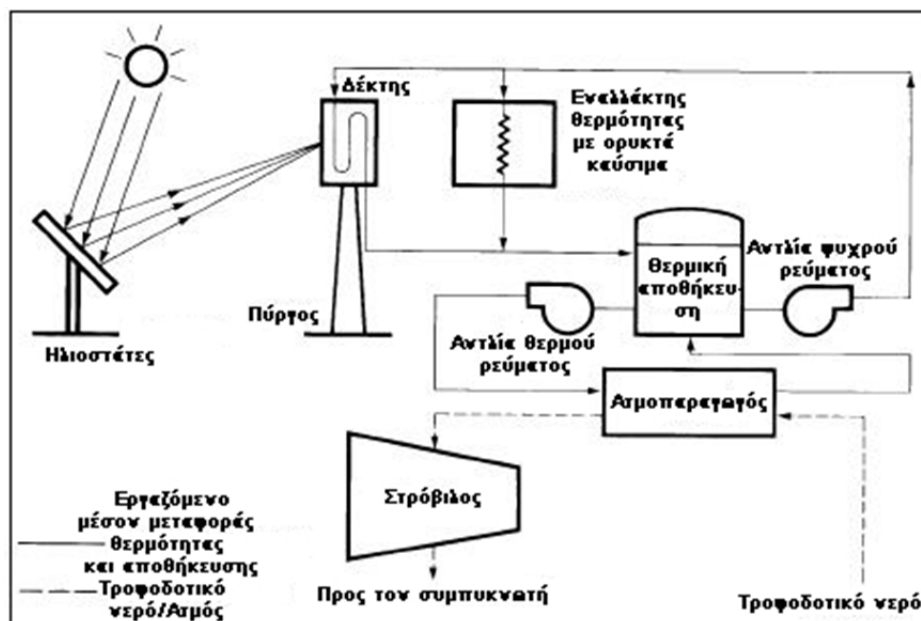 Δέκτης
Εναλλάκτης
θερμότητας
με ορυκτά
καύσιμα
Θερμική
αποθήκευ-
ση
Αντλία ψυχρού
ρεύματος
Πύργος
Ηλιοστάτες
Αντλία θερμού
ρεύματος
Ατμοπαραγωγός
Στρόβιλος
Εργαζόμενο
μέσον μεταφοράς
θερμότητας
και αποθήκευσης
Τροφοδοτικό
νερό/Ατμός
Προς τον συμπυκνωτή
Τροφοδοτικό νερό